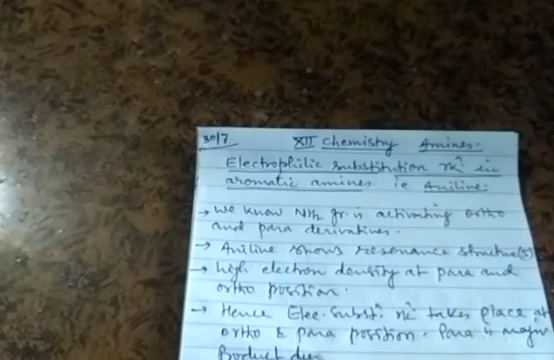 30/7 XII Chemistry Amines.
Electrophilic substitution rxn in
aromatic amines ie Aniline:
→ We know NH2 gr is activating ortho
and para derivatives.
→ Aniline shows resonance structure(5)
→ high electron density at para and
ortho position.
→ Hence Elec. Subst. rxn takes place at
ortho & para position. Para is major
Product due